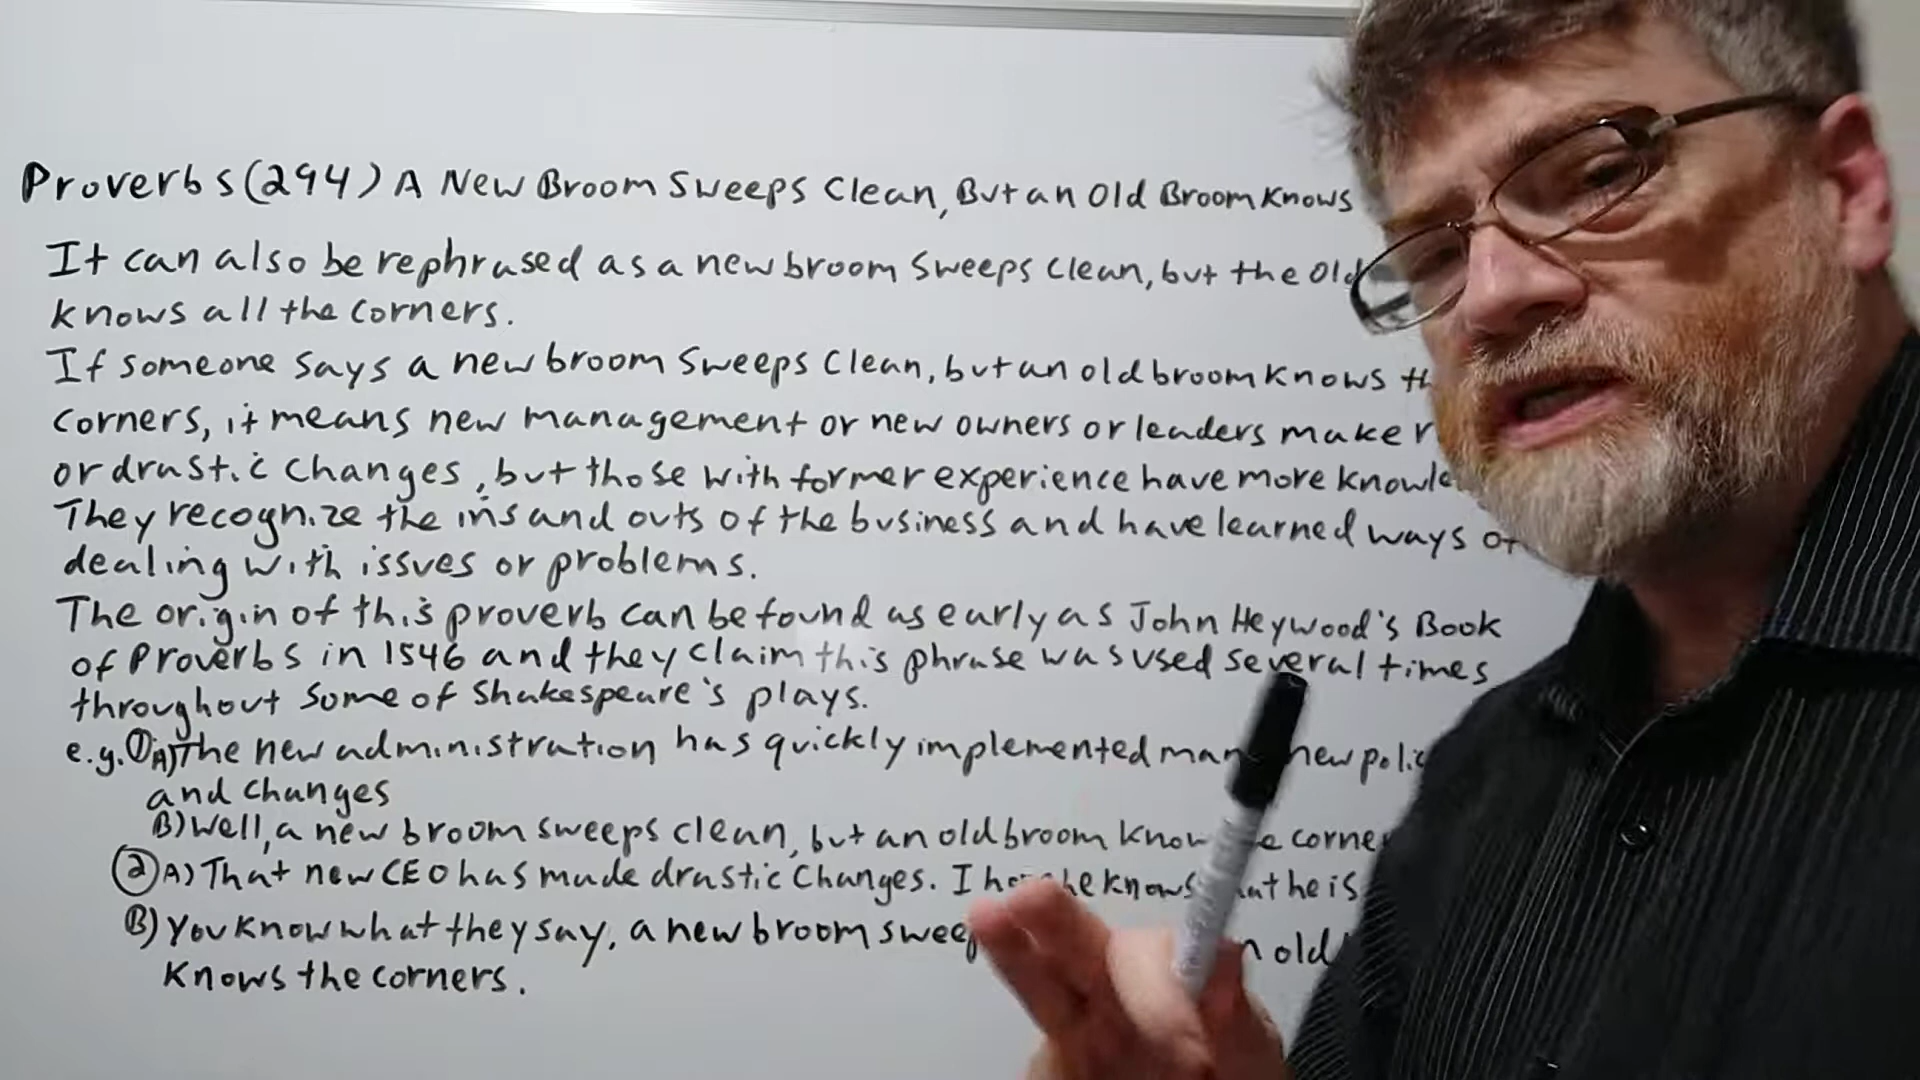 Proverbs (294) A New Broom Sweeps Clean, But an Old Broom Knows
It can also be rephrased as a new broom sweeps clean, but the old
knows all the corners.
If someone says a new broom sweeps clean, but an old broom knows
corners, it means new management or new owners or leaders make
or drastic changes, but those with former experience have more
They recognize the ins and outs of the business and have learned ways of
dealing with issues or problems.
The origin of this proverb can be found as early as John Heywood's Book
of Proverbs in 1546 and they claim this phrase was used several times
throughout some of Shakespeare's plays.
e.g. ① A) The new administration has quickly implemented new
and changes
B) Well, a new broom sweeps clean, but an old broom
② A) That new CEO has made drastic changes. I he knows he is
B) You know what they say, a new broom old
knows the corners.